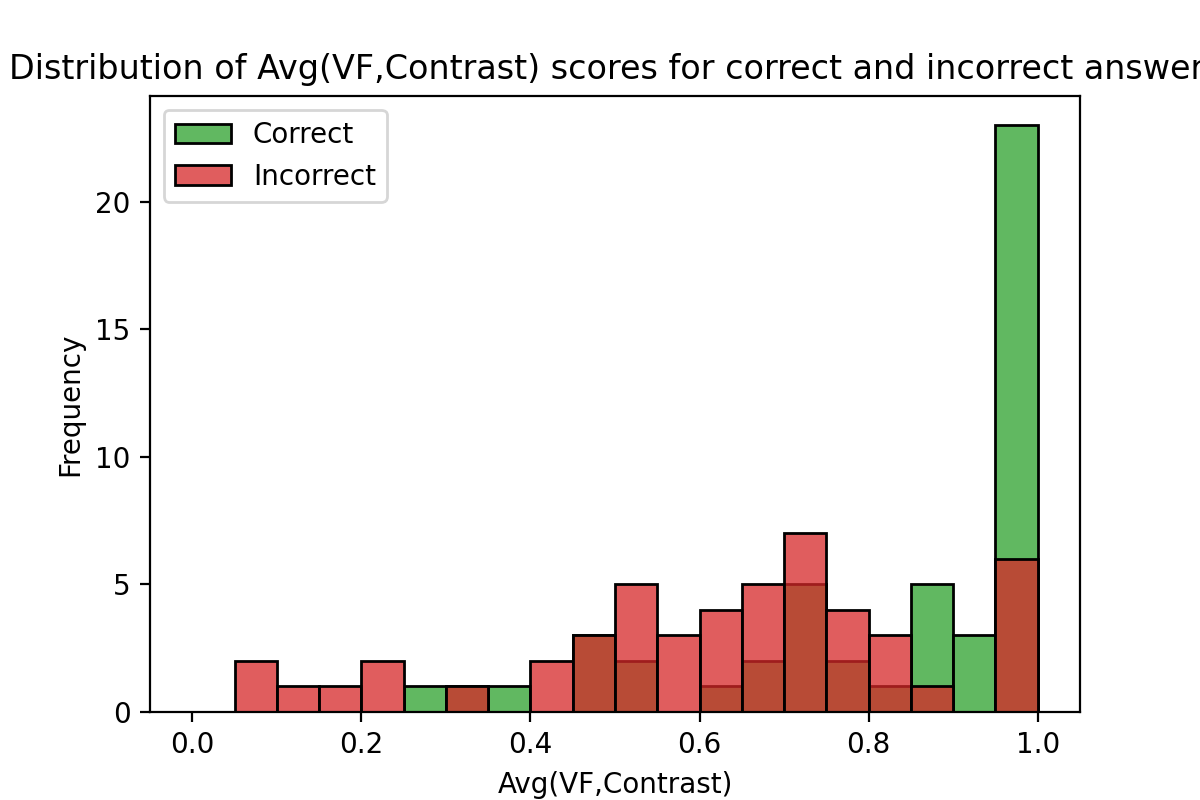 Distribution of Avg(VF,Contrast) scores for correct and incorrect answer
Correct
Incorrect
20
15
10
5
0
Frequency
0.0 0.2 0.4 0.6 0.8 1.0
Avg(VF,Contrast)